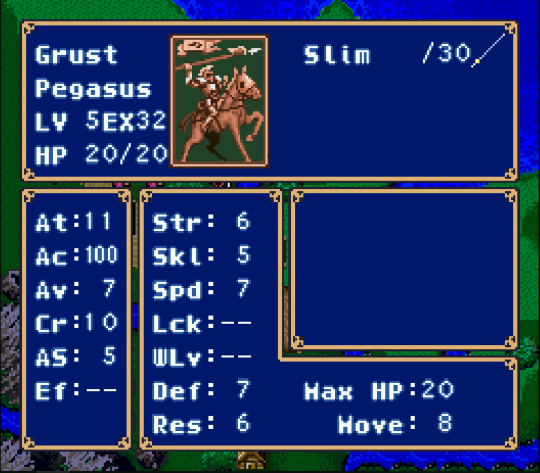 Grust
Slim /30
Pegasus
LV 5EX32
HP 20/20
At:11
Ac:100
Av: 7
Cr:10
AS: 5
Ef:--
Str: 6
Skl: 5
Spd: 7
Lck:--
WLv:--
Def: 7
Res: 6
Max HP:20
Move: 8